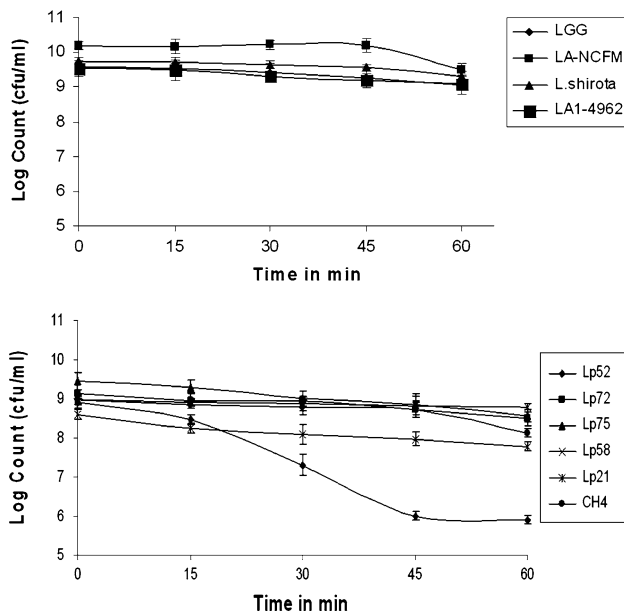 Log Count (cfu/ml)
11
10
9
8
7
6
5
0
15
30
45
60
Time in min
LGG
LA-NCFM
L.shirota
LA1-4962
Log Count (cfu/ml)
11
10
9
8
7
6
5
0
15
30
45
60
Time in min
Lp52
Lp72
Lp75
Lp58
Lp21
CH4